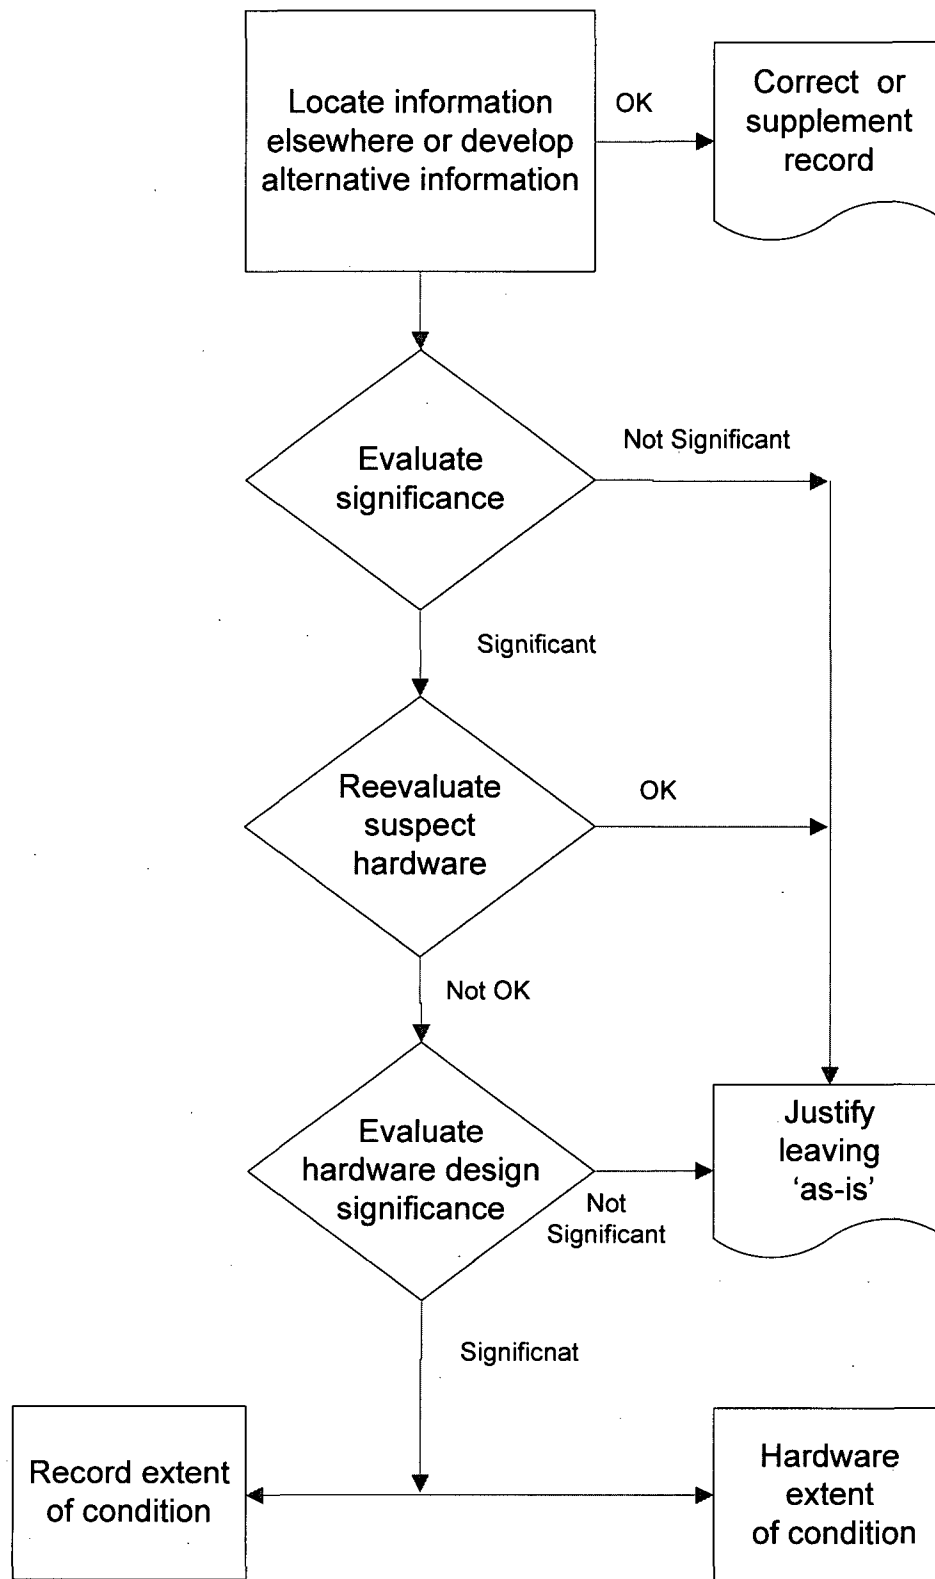 Locate information
elsewhere or develop
alternative information
OK
Correct or
supplement
record
Evaluate
significance
Not Significant
Significant
Reevaluate
suspect
hardware
OK
Not OK
Evaluate
hardware design
significance
Not
Significant
Justify
leaving
‘as-is’
Significnat
Record extent
of condition
Hardware
extent
of condition